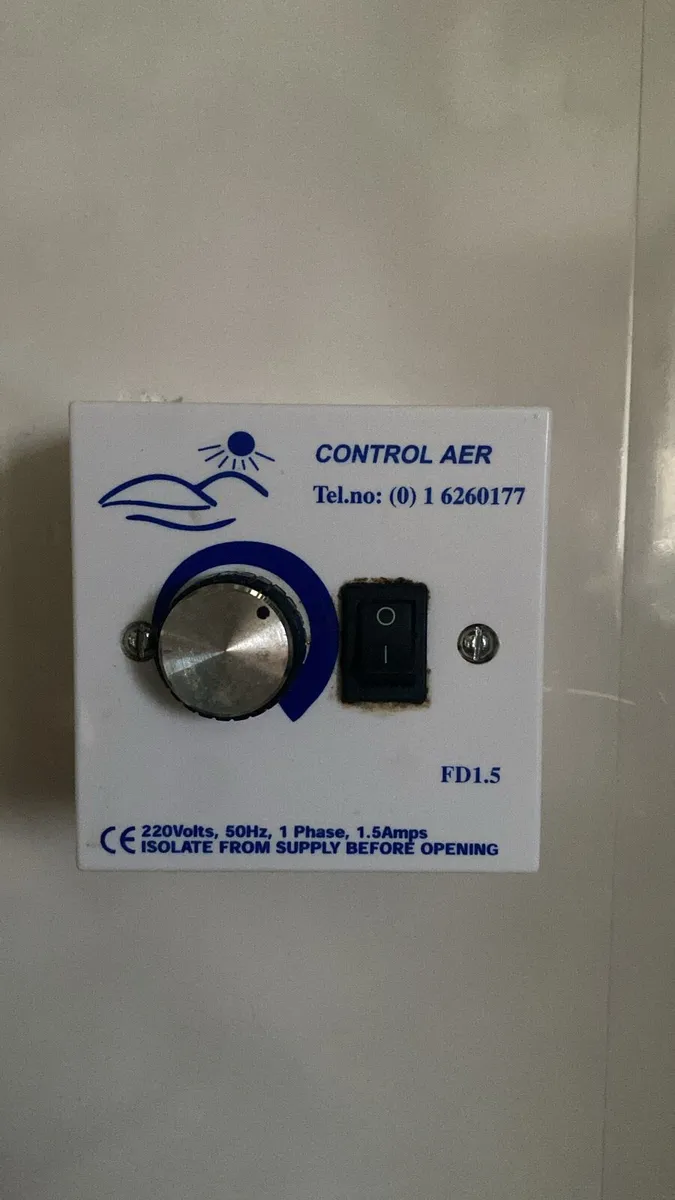 CONTROL AER
Tel.no: (0) 1 6260177
O
I
FD1.5
CE 220Volts, 50Hz, 1 Phase, 1.5Amps
ISOLATE FROM SUPPLY BEFORE OPENING